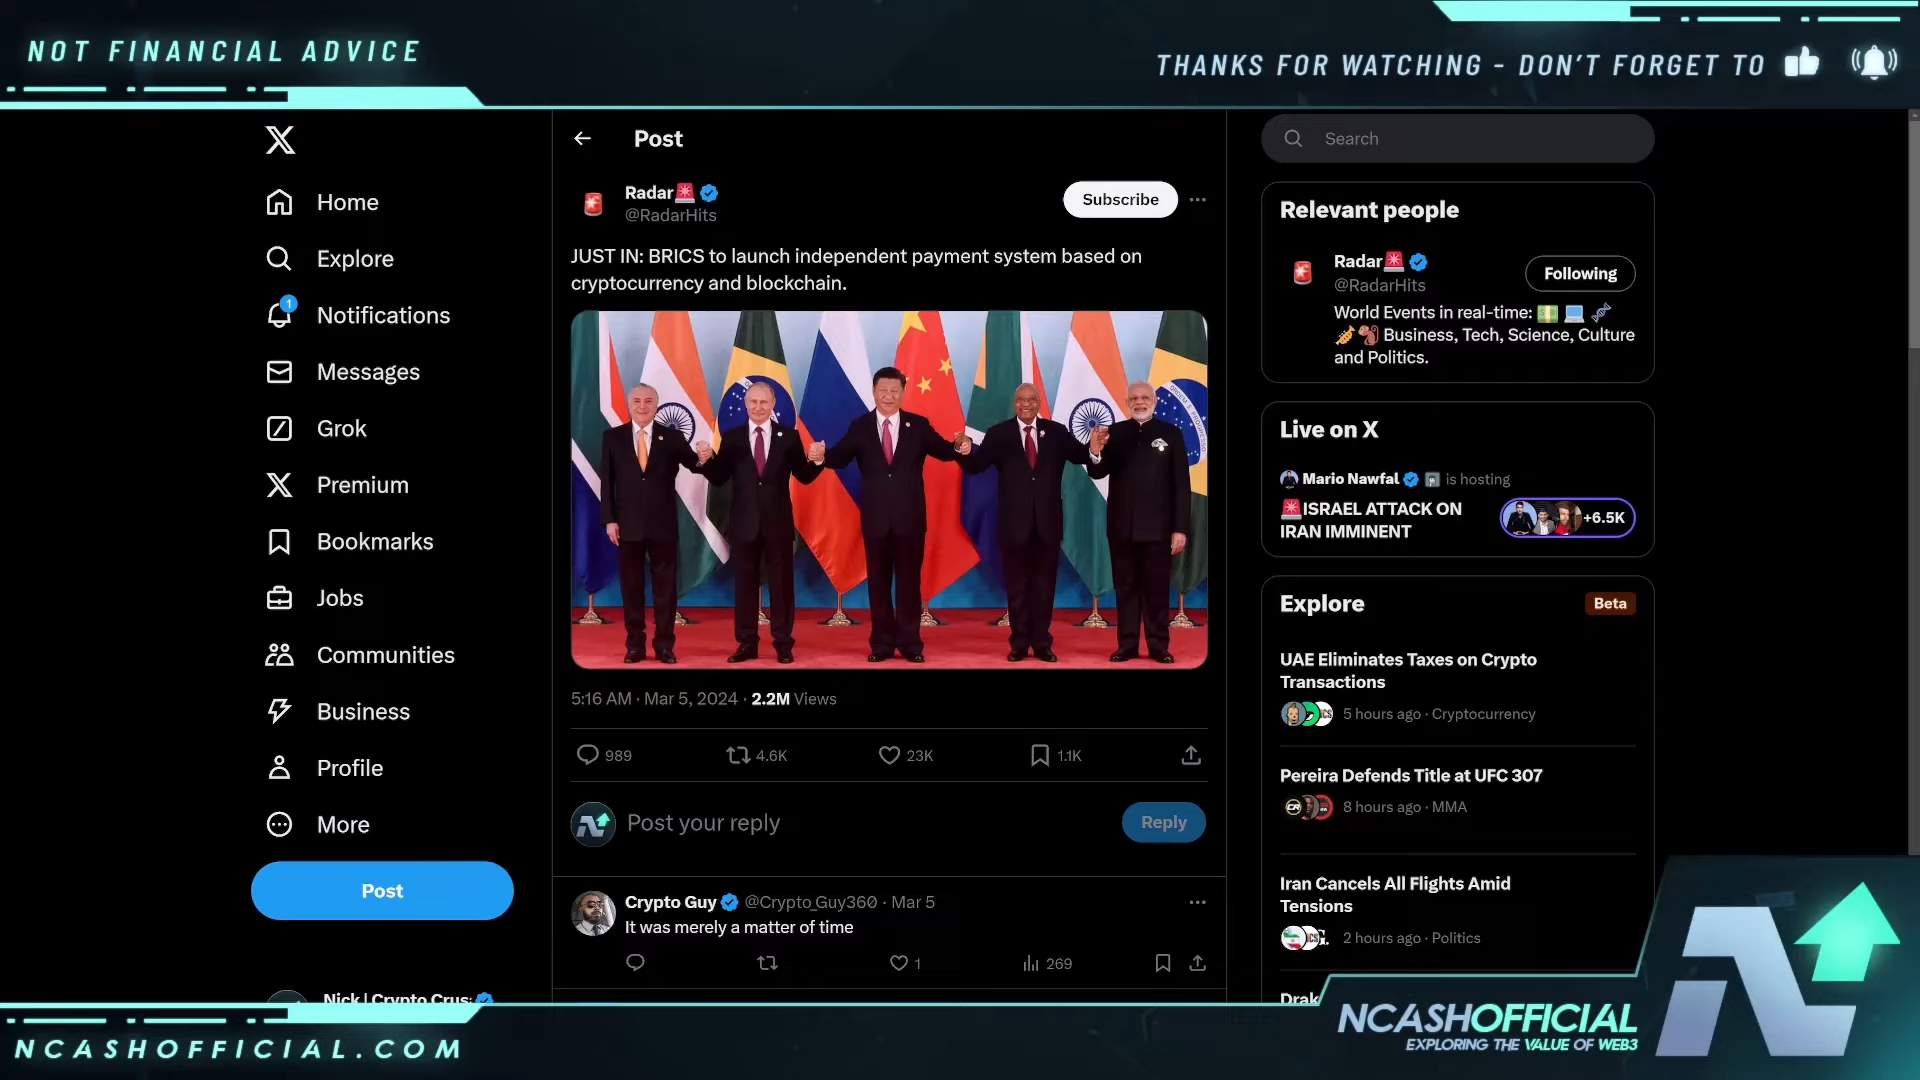 NOT FINANCIAL ADVICE
THANKS FOR WATCHING - DON'T FORGET TO
Home
Explore
1
Notifications
Messages
Grok
Premium
Bookmarks
Jobs
Communities
Business
Profile
More
Post
Nick | Crypto Crus
Post
Radar
@RadarHits
Subscribe
JUST IN: BRICS to launch independent payment system based on
cryptocurrency and blockchain.
5:16 AM · Mar 5, 2024 · 2.2M Views
989
4.6K
23K
1.1K
Post your reply
Reply
Crypto Guy @Crypto_Guy360 · Mar 5
It was merely a matter of time
1
269
Search
Relevant people
Radar
@RadarHits
Following
World Events in real-time:
Business, Tech, Science, Culture
and Politics.
Live on X
Mario Nawfal is hosting
ISRAEL ATTACK ON
IRAN IMMINENT
+6.5K
Explore
Beta
UAE Eliminates Taxes on Crypto
Transactions
5 hours ago · Cryptocurrency
Pereira Defends Title at UFC 307
8 hours ago · MMA
Iran Cancels All Flights Amid
Tensions
2 hours ago · Politics
Drak
NCASHOFFICIAL.COM
NCASHOFFICIAL
EXPLORING THE VALUE OF WEB3